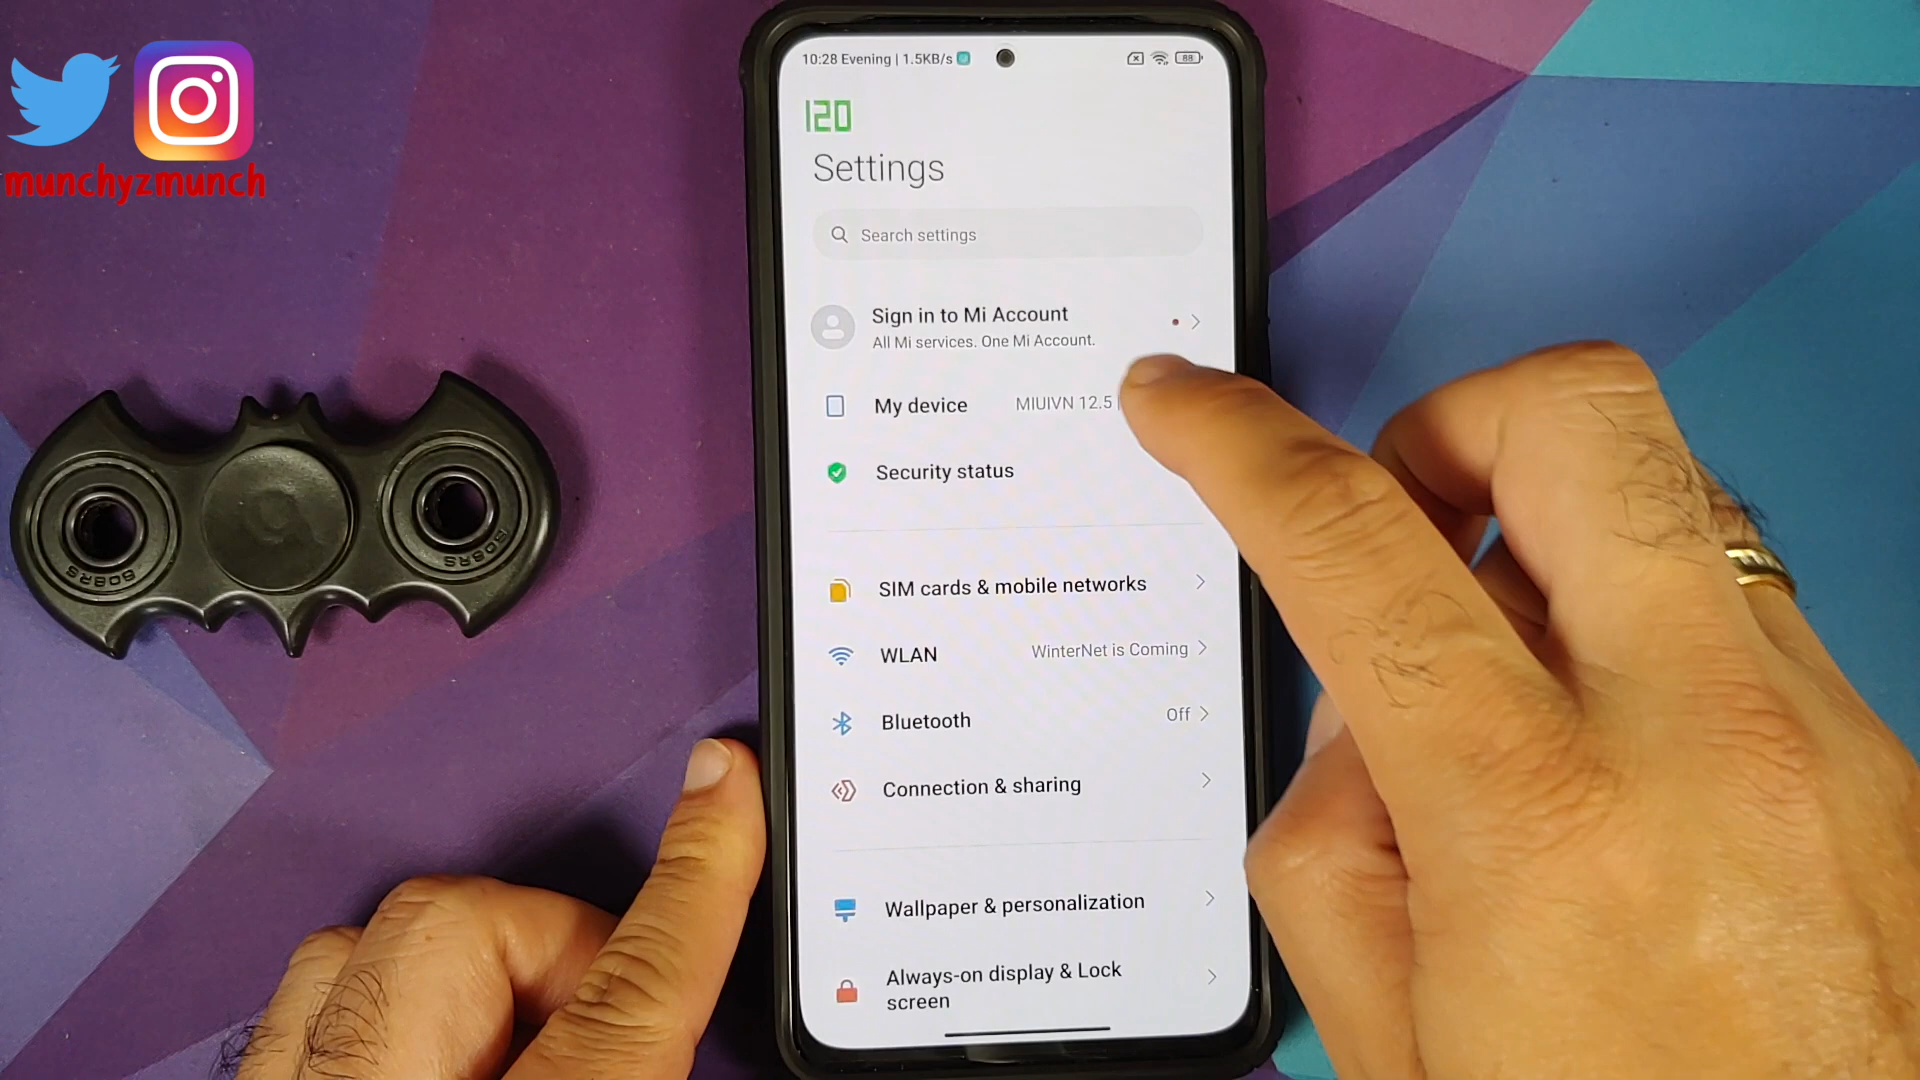 munchyzmunch
10:28 Evening | 1.5KB/s
88
120
Settings
Search settings
Sign in to Mi Account
All Mi services. One Mi Account.
My device
MIUIVN 12.5 |
Security status
SIM cards & mobile networks
WLAN
WinterNet is Coming
Bluetooth
Off
Connection & sharing
Wallpaper & personalization
Always-on display & Lock
screen
BOBRS
BOBRS